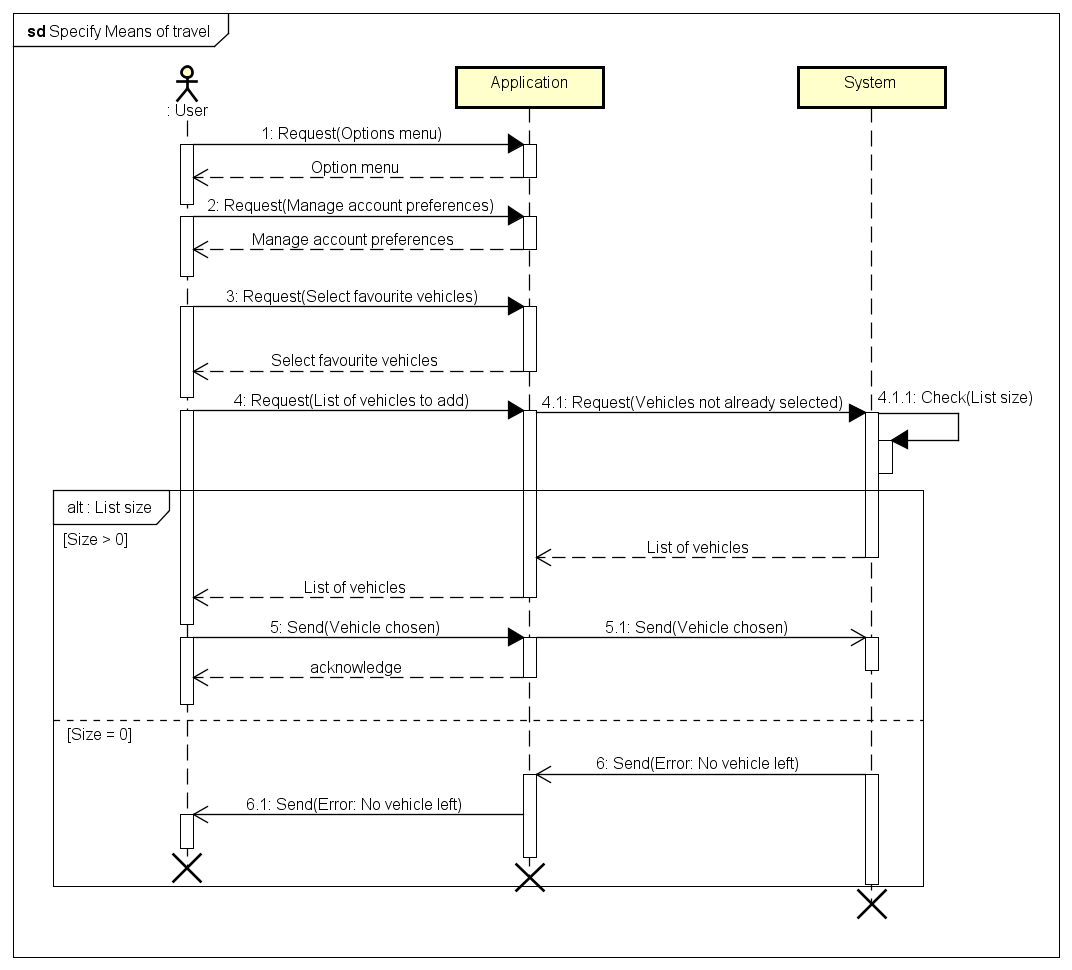 sd Specify Means of travel
: User
Application
System
1: Request(Options menu)
Option menu
2: Request(Manage account preferences)
Manage account preferences
3: Request(Select favourite vehicles)
Select favourite vehicles
4: Request(List of vehicles to add)
4.1: Request(Vehicles not already selected)
4.1.1: Check(List size)
alt : List size
[Size > 0]
List of vehicles
List of vehicles
5: Send(Vehicle chosen)
5.1: Send(Vehicle chosen)
acknowledge
[Size = 0]
6: Send(Error: No vehicle left)
6.1: Send(Error: No vehicle left)